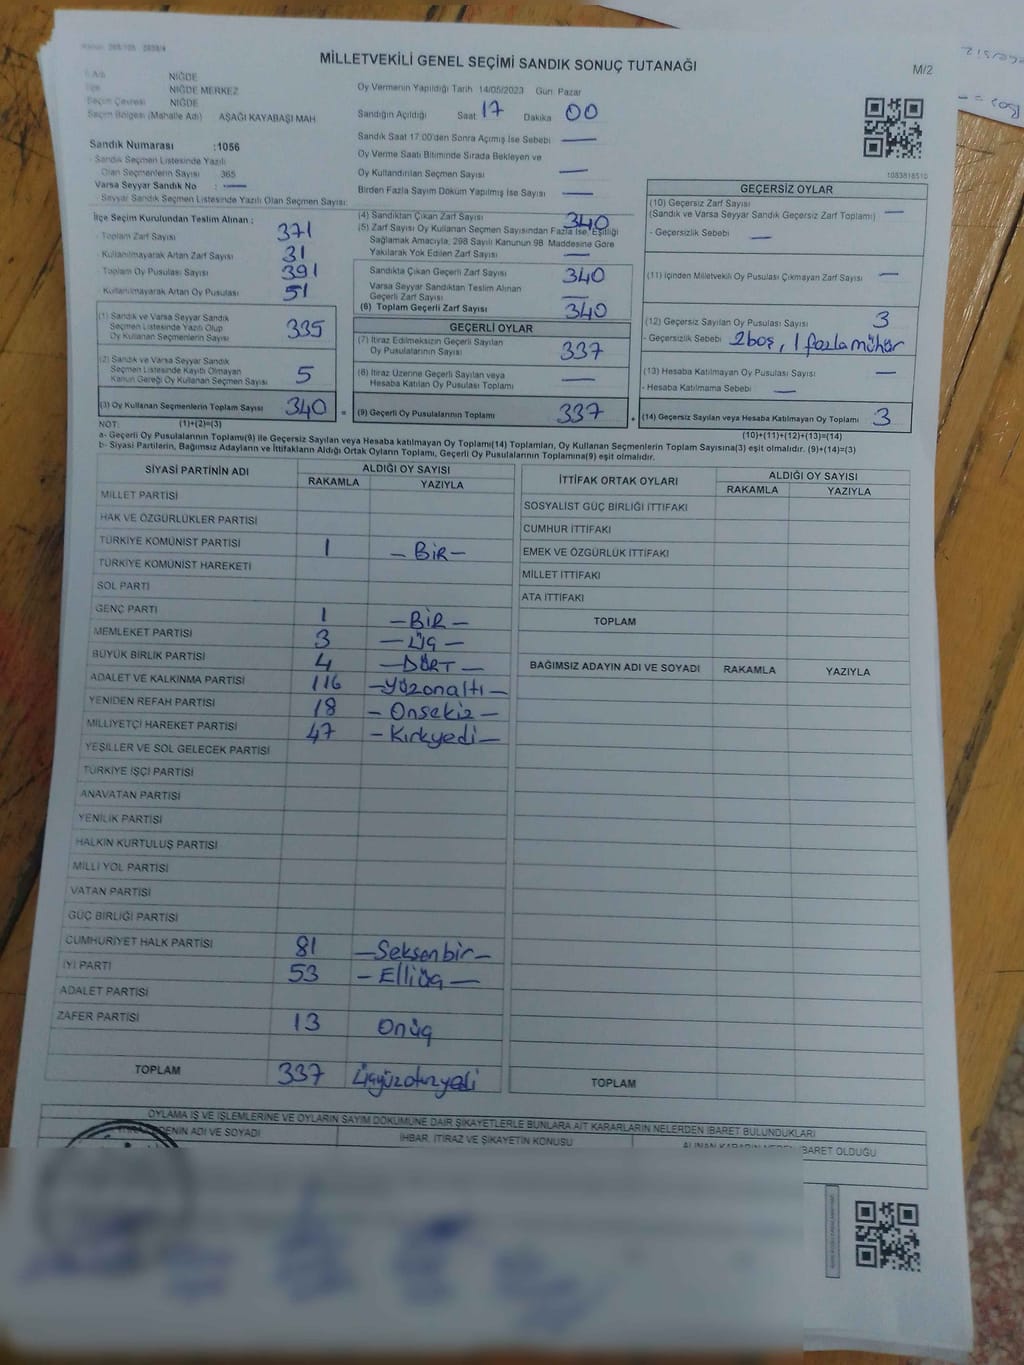 MİLLETVEKİLİ GENEL SEÇİMİ SANDIK SONUÇ TUTANAĞI
M/2
NİĞDE
NİĞDE MERKEZ
Seçim Çevresi NİĞDE
Seçim Bölgesi (Mahalle Adı) AŞAĞI KAYABAŞI MAH
Sandık Numarası :1056
- Sandık Seçmen Listesinde Yazılı
Olan Seçmenlerin Sayısı 365
Varsa Seyyar Sandık No : —
- Seyyar Sandık Seçmen Listesinde Yazılı Olan Seçmen Sayısı:
Oy Vermenin Yapıldığı Tarih 14/05/2023 Gün: Pazar
Sandığın Açıldığı Saat 17 Dakika 00
Sandık Saat 17:00'den Sonra Açılmış İse Sebebi —
Oy Verme Saati Bitiminde Sırada Bekleyen ve
Oy Kullandırılan Seçmen Sayısı —
Birden Fazla Sayım Döküm Yapılmış İse Sayısı —
1083818510
İlçe Seçim Kurulundan Teslim Alınan ;
- Toplam Zarf Sayısı 371
- Kullanılmayarak Artan Zarf Sayısı 31
- Toplam Oy Pusulası Sayısı 391
- Kullanılmayarak Artan Oy Pusulası 51
(1) Sandık ve Varsa Seyyar Sandık
Seçmen Listesinde Yazılı Olup
Oy Kullanan Seçmenlerin Sayısı 335
(2) Sandık ve Varsa Seyyar Sandık
Seçmen Listesinde Kayıtlı Olmayan
Kanun Gereği Oy Kullanan Seçmen Sayısı 5
(3) Oy Kullanan Seçmenlerin Toplam Sayısı 340 =
(4) Sandıktan Çıkan Zarf Sayısı 340
(5) Zarf Sayısı Oy Kullanan Seçmen Sayısından Fazla İse, Eşitliği
Sağlamak Amacıyla, 298 Sayılı Kanunun 98 Maddesine Göre
Yakılarak Yok Edilen Zarf Sayısı —
Sandıkta Çıkan Geçerli Zarf Sayısı 340
Varsa Seyyar Sandıktan Teslim Alınan
Geçerli Zarf Sayısı —
(6) Toplam Geçerli Zarf Sayısı 340
GEÇERLİ OYLAR
(7) İtiraz Edilmeksizin Geçerli Sayılan
Oy Pusulalarının Sayısı 337
(8) İtiraz Üzerine Geçerli Sayılan veya
Hesaba Katılan Oy Pusulası Toplamı —
(9) Geçerli Oy Pusulalarının Toplamı 337 +
GEÇERSİZ OYLAR
(10) Geçersiz Zarf Sayısı
(Sandık ve Varsa Seyyar Sandık Geçersiz Zarf Toplamı) —
- Geçersizlik Sebebi —
(11) İçinden Milletvekili Oy Pusulası Çıkmayan Zarf Sayısı —
(12) Geçersiz Sayılan Oy Pusulası Sayısı 3
- Geçersizlik Sebebi 2boş, 1 fazla mühür
(13) Hesaba Katılmayan Oy Pusulası Sayısı —
- Hesaba Katılmama Sebebi —
(14) Geçersiz Sayılan veya Hesaba Katılmayan Oy Toplamı 3
NOT: (1)+(2)=(3) (10)+(11)+(12)+(13)=(14)
a- Geçerli Oy Pusulalarının Toplamı(9) ile Geçersiz Sayılan veya Hesaba katılmayan Oy Toplamı(14) Toplamları, Oy Kullanan Seçmenlerin Toplam Sayısına(3) eşit olmalıdır. (9)+(14)=(3)
b- Siyasi Partilerin, Bağımsız Adayların ve İttifakların Aldığı Ortak Oyların Toplamı, Geçerli Oy Pusulalarının Toplamına(9) eşit olmalıdır.
SİYASİ PARTİNİN ADI ALDIĞI OY SAYISI
RAKAMLA YAZIYLA
MİLLET PARTİSİ
HAK VE ÖZGÜRLÜKLER PARTİSİ
TÜRKİYE KOMÜNİST PARTİSİ 1 —BİR—
TÜRKİYE KOMÜNİST HAREKETİ
SOL PARTİ
GENÇ PARTİ 1 —BİR—
MEMLEKET PARTİSİ 3 —ÜÇ—
BÜYÜK BİRLİK PARTİSİ 4 —DÖRT—
ADALET VE KALKINMA PARTİSİ 116 —Yüzonaltı—
YENİDEN REFAH PARTİSİ 18 —Onsekiz—
MİLLİYETÇİ HAREKET PARTİSİ 47 —Kırkyedi—
YEŞİLLER VE SOL GELECEK PARTİSİ
TÜRKİYE İŞÇİ PARTİSİ
ANAVATAN PARTİSİ
YENİLİK PARTİSİ
HALKIN KURTULUŞ PARTİSİ
MİLLİ YOL PARTİSİ
VATAN PARTİSİ
GÜÇ BİRLİĞİ PARTİSİ
CUMHURİYET HALK PARTİSİ 81 —Seksenbir—
İYİ PARTİ 53 —Elliüç—
ADALET PARTİSİ
ZAFER PARTİSİ 13 Onüç
TOPLAM 337 Üçyüzotuzyedi
İTTİFAK ORTAK OYLARI ALDIĞI OY SAYISI
RAKAMLA YAZIYLA
SOSYALİST GÜÇ BİRLİĞİ İTTİFAKI
CUMHUR İTTİFAKI
EMEK VE ÖZGÜRLÜK İTTİFAKI
MİLLET İTTİFAKI
ATA İTTİFAKI
TOPLAM
BAĞIMSIZ ADAYIN ADI VE SOYADI RAKAMLA YAZIYLA
TOPLAM
OYLAMA İŞ VE İŞLEMLERİNE VE OYLARIN SAYIM DÖKÜMÜNE DAİR ŞİKAYETLERLE BUNLARA AİT KARARLARIN NELERDEN İBARET BULUNDUKLARI
ADI VE SOYADI İHBAR, İTİRAZ VE ŞİKAYETİN KONUSU İBARET OLDUĞU